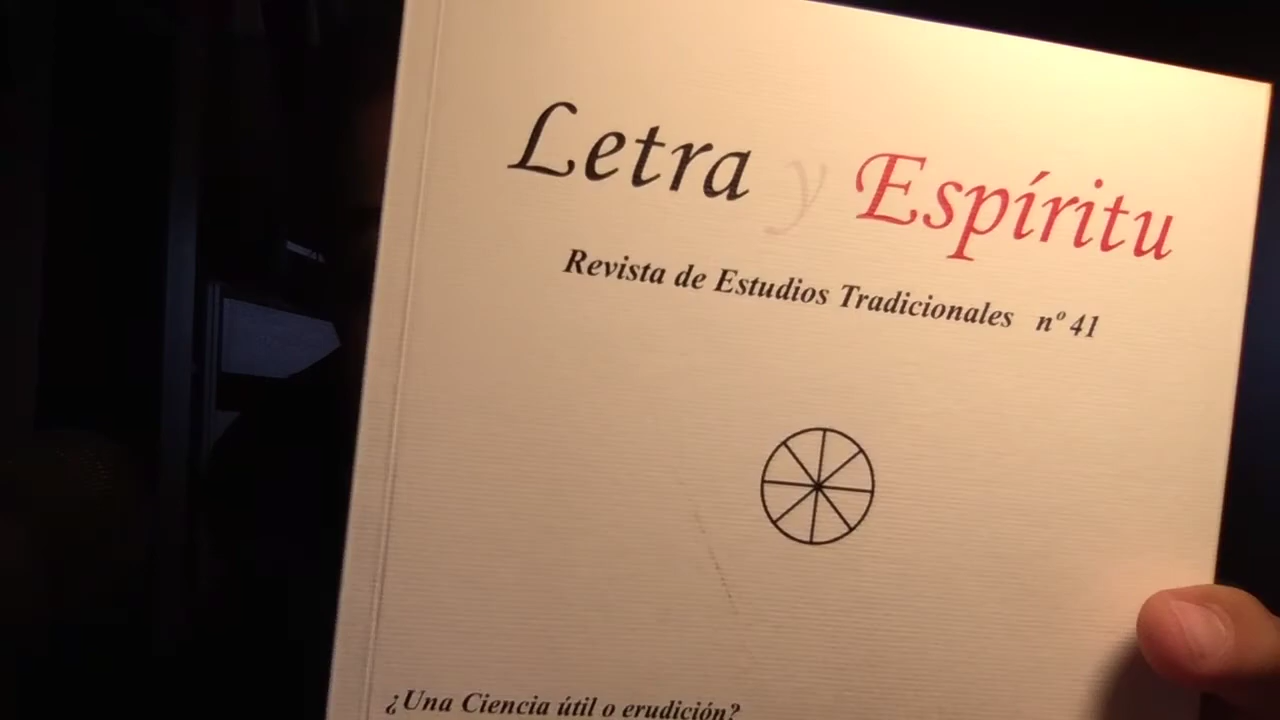 Letra y Espíritu
Revista de Estudios Tradicionales nº 41
¿Una Ciencia útil o erudición?